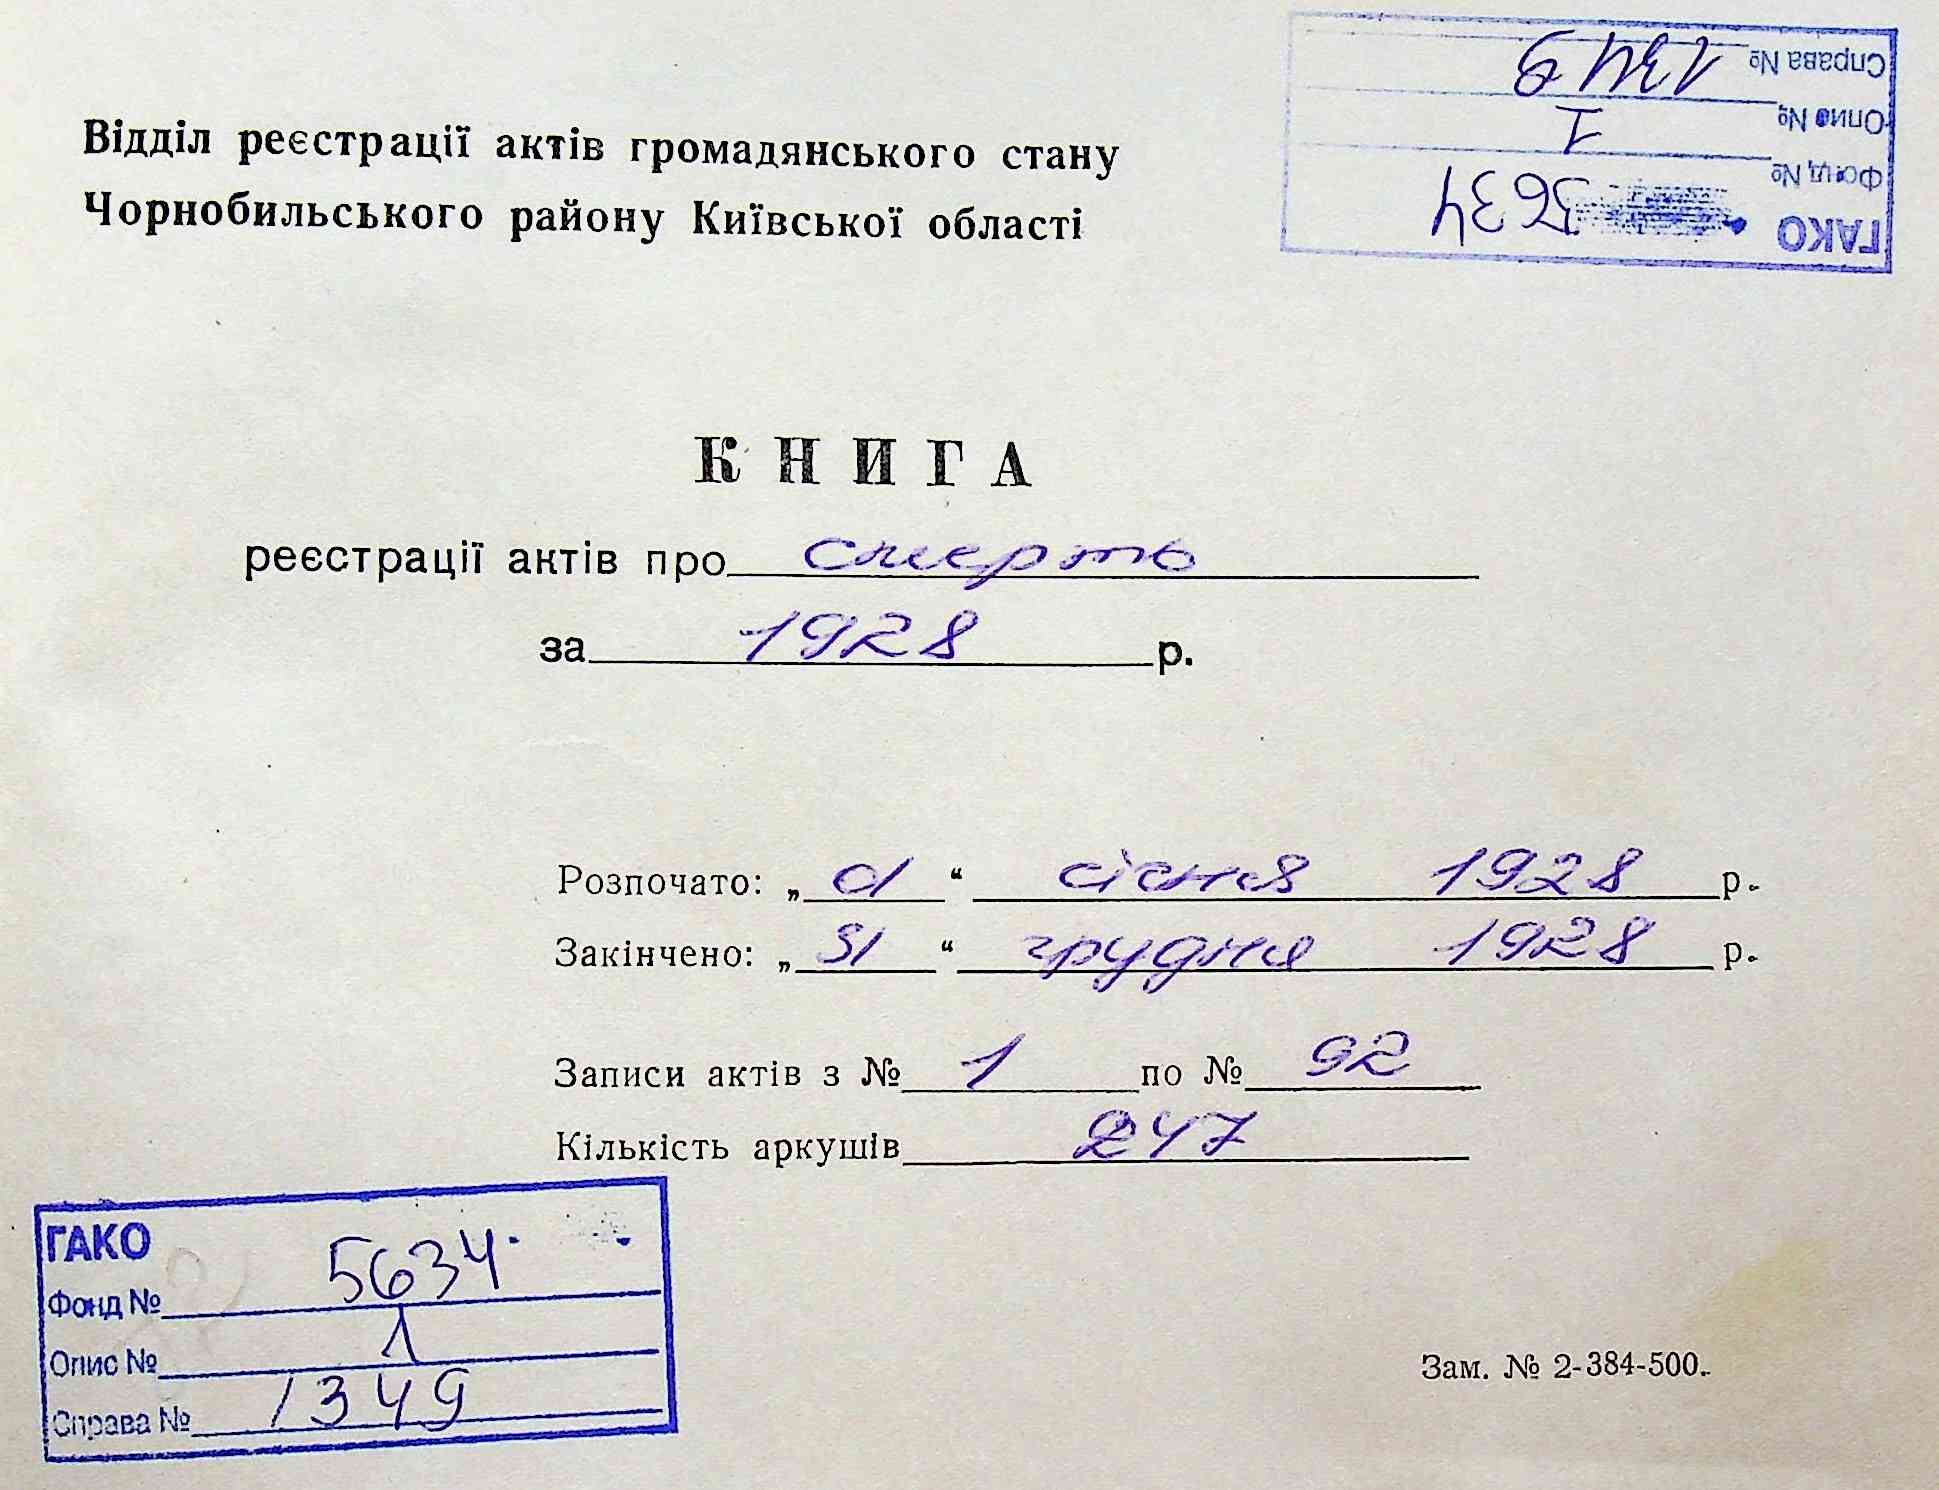 Відділ реєстрації актів громадянського стану
Чорнобильського району Київської області
ГАКО
Фонд № 5634
Опис № 1
Справа № 1349
КНИГА
реєстрації актів про смерть
за 1928 р.
Розпочато: „ 01 “ січня 1928 р.
Закінчено: „ 31 “ грудня 1928 р.
Записи актів з № 1 по № 92
Кількість аркушів 247
ГАКО
Фонд № 5634
Опис № 1
Справа № 1349
Зам. № 2-384-500.